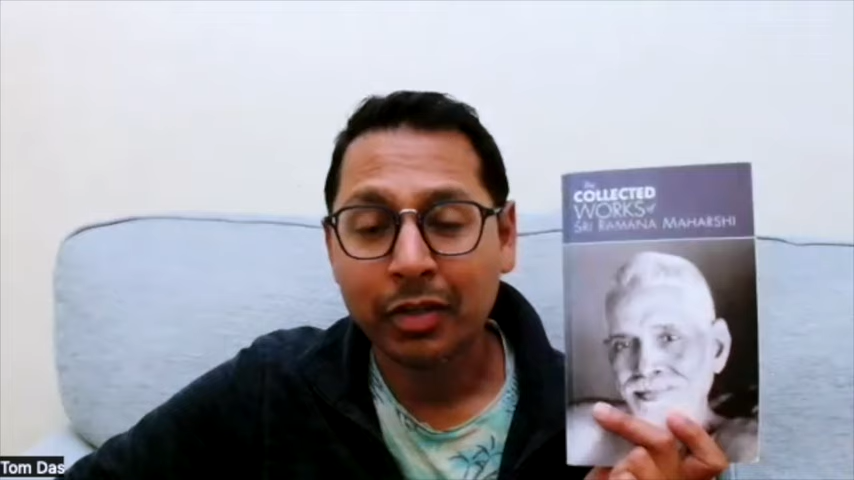 The
COLLECTED
WORKS of
SRI RAMANA MAHARSHI
Tom Das